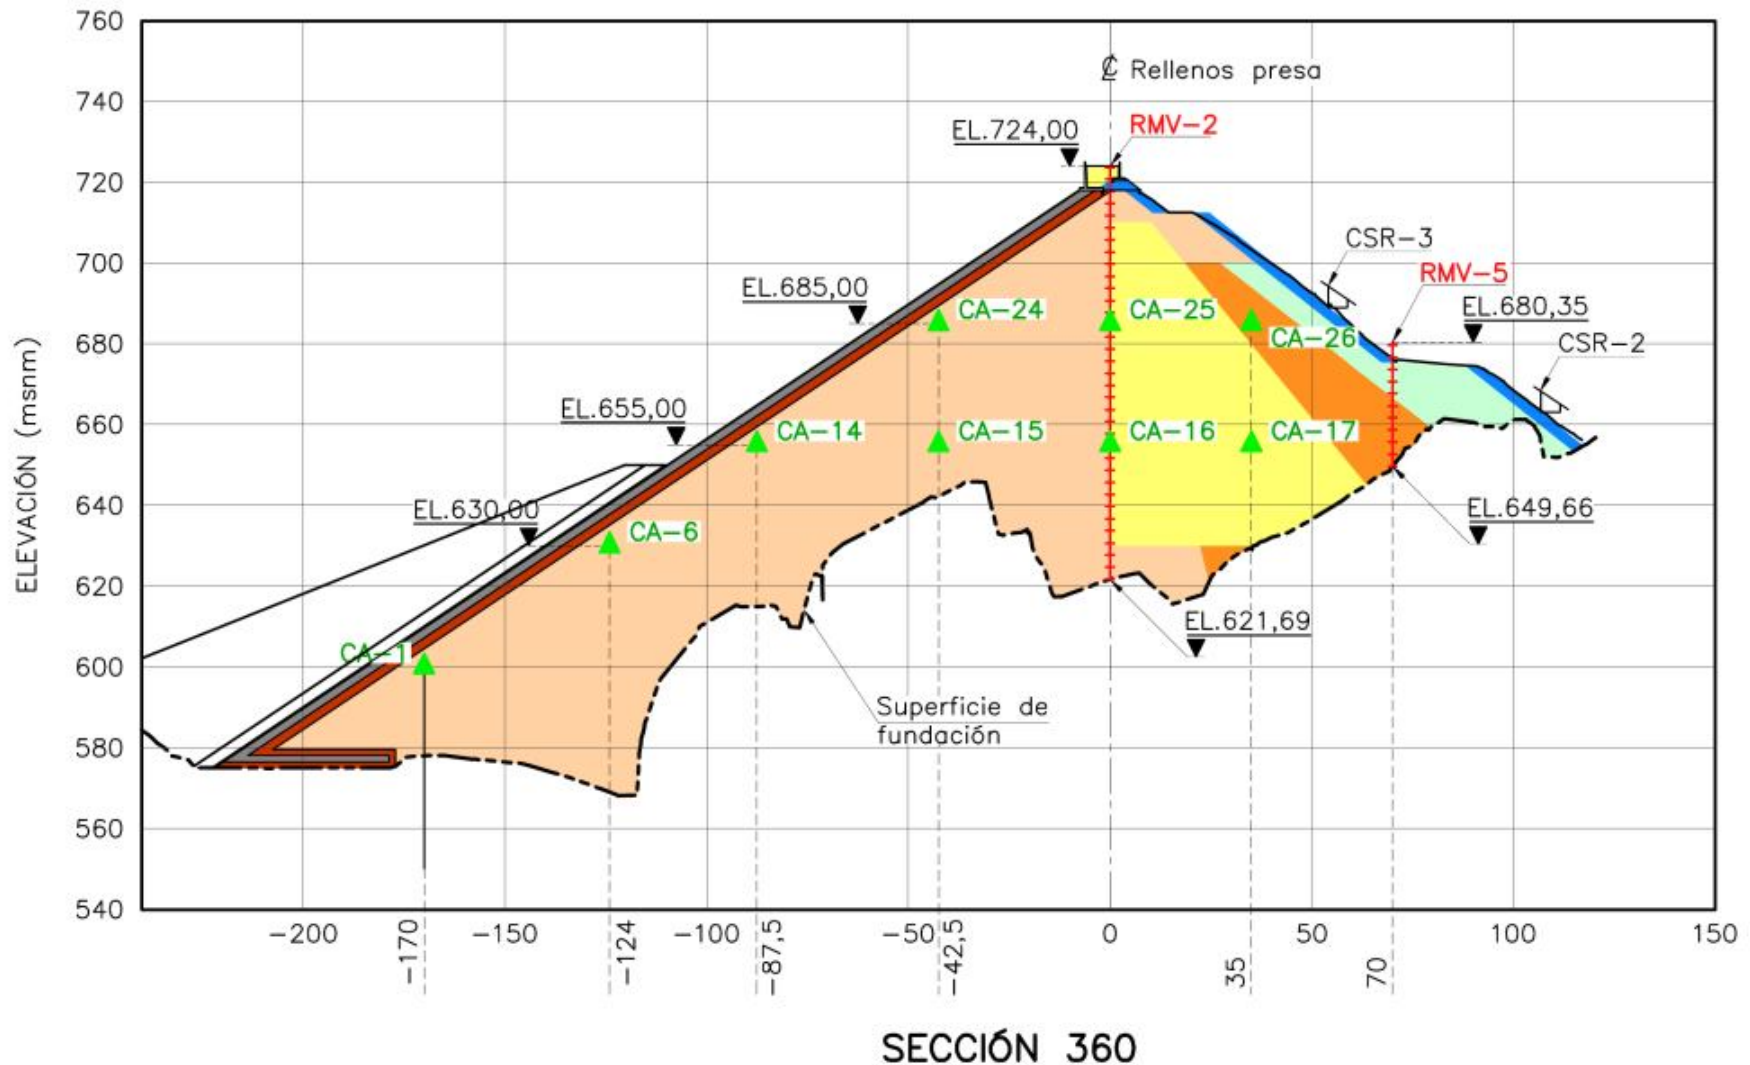 760
740
720
700
680
660
640
620
600
580
560
540
ELEVACIÓN (msnm)
℄ Rellenos presa
EL.724,00
RMV-2
CSR-3
RMV-5
EL.685,00
EL.680,35
CA-24
CA-25
CA-26
CSR-2
EL.655,00
CA-14
CA-15
CA-16
CA-17
EL.630,00
CA-6
EL.649,66
EL.621,69
CA-1
Superficie de
fundación
-200
-150
-100
-50
0
50
100
150
-170
-124
-87,5
-42,5
35
70
SECCIÓN 360